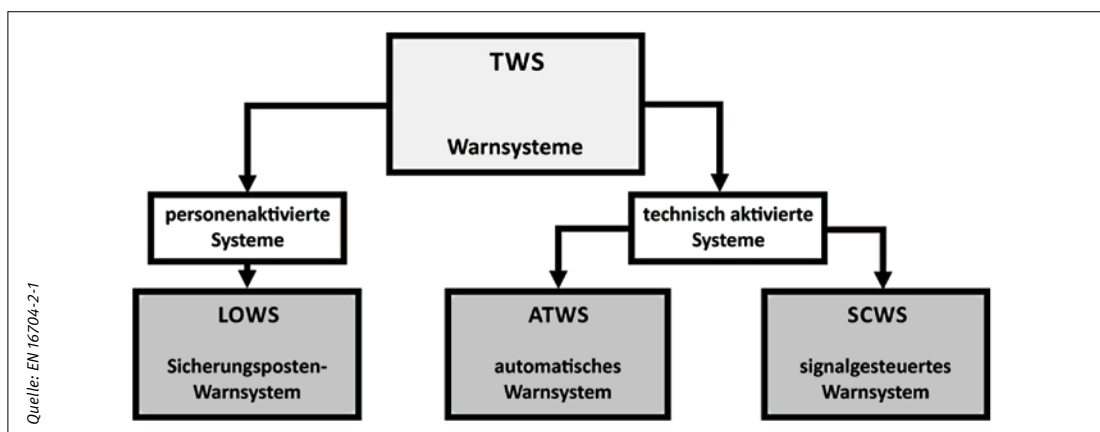 TWS
Warnsysteme
personenaktivierte
Systeme
technisch aktivierte
Systeme
LOWS
Sicherungsposten-
Warnsystem
ATWS
automatisches
Warnsystem
SCWS
signalgesteuertes
Warnsystem
Quelle: EN 16704-2-1